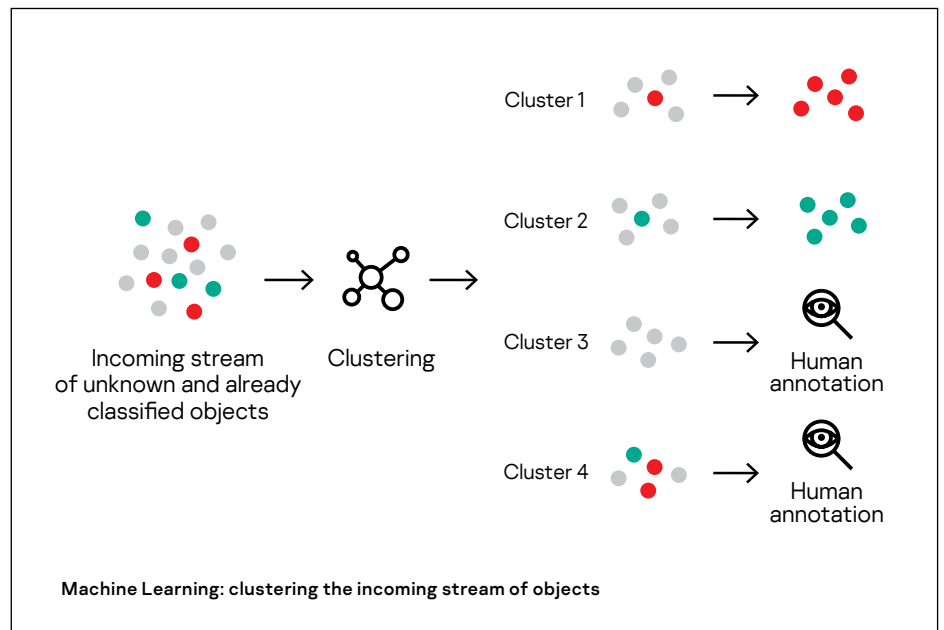 Cluster 1
Cluster 2
Incoming stream
of unknown and already
classified objects
Clustering
Cluster 3
Human
annotation
Cluster 4
Human
annotation
Machine Learning: clustering the incoming stream of objects